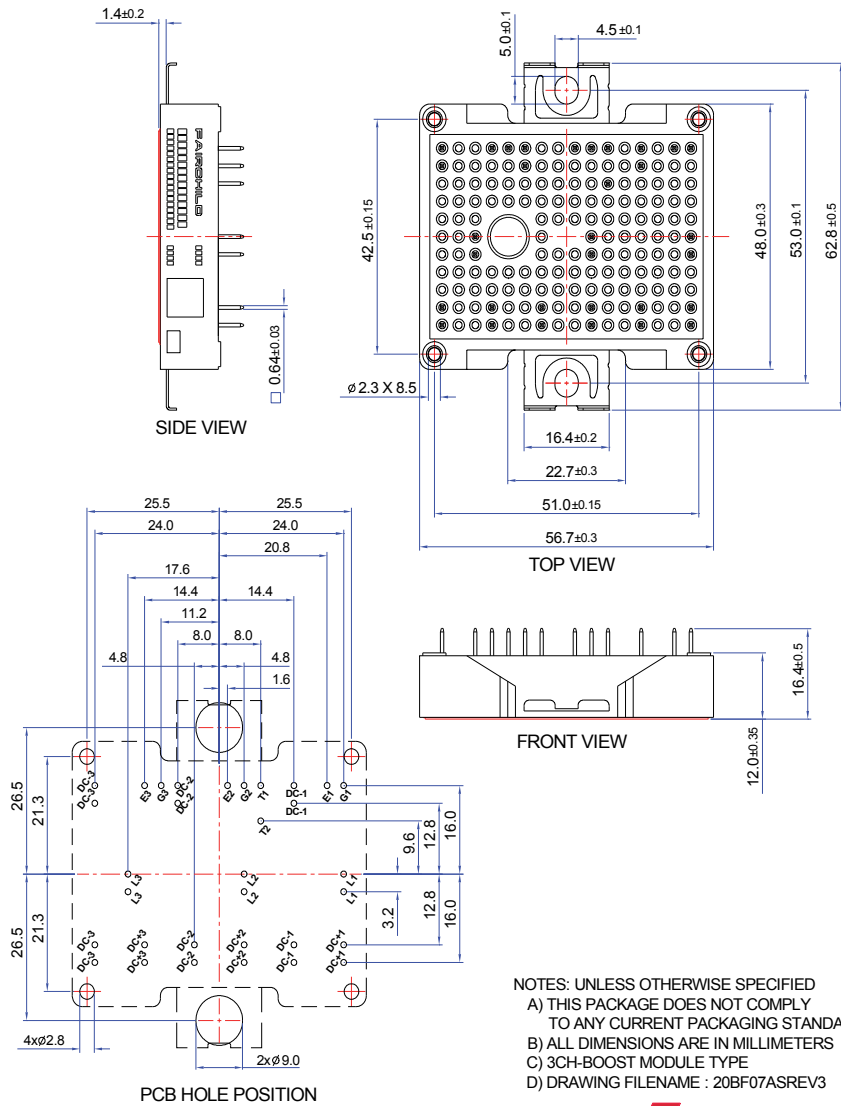 1.4±0.2
FAIRCHILD
0.64±0.03
SIDE VIEW
5.0±0.1
4.5±0.1
42.5±0.15
48.0±0.3
53.0±0.1
62.8±0.5
ø2.3 X 8.5
16.4±0.2
22.7±0.3
51.0±0.15
56.7±0.3
TOP VIEW
16.4±0.5
12.0±0.35
FRONT VIEW
25.5
25.5
24.0
24.0
20.8
17.6
14.4
14.4
11.2
8.0
8.0
4.8
4.8
1.6
26.5
21.3
26.5
21.3
DC-3
DC-3
E3
G3
DC-2
DC-2
E2
G2
T1
DC-1
DC-1
E1
G1
T2
L3
L3
L2
L2
L1
L1
9.6
12.8
16.0
3.2
12.8
16.0
DC-3
DC-3
DC+3
DC+3
DC-2
DC-2
DC+2
DC+2
DC-1
DC-1
DC+1
DC+1
4xø2.8
2xø9.0
PCB HOLE POSITION
NOTES: UNLESS OTHERWISE SPECIFIED
A) THIS PACKAGE DOES NOT COMPLY
TO ANY CURRENT PACKAGING STANDA
B) ALL DIMENSIONS ARE IN MILLIMETERS
C) 3CH-BOOST MODULE TYPE
D) DRAWING FILENAME : 20BF07ASREV3